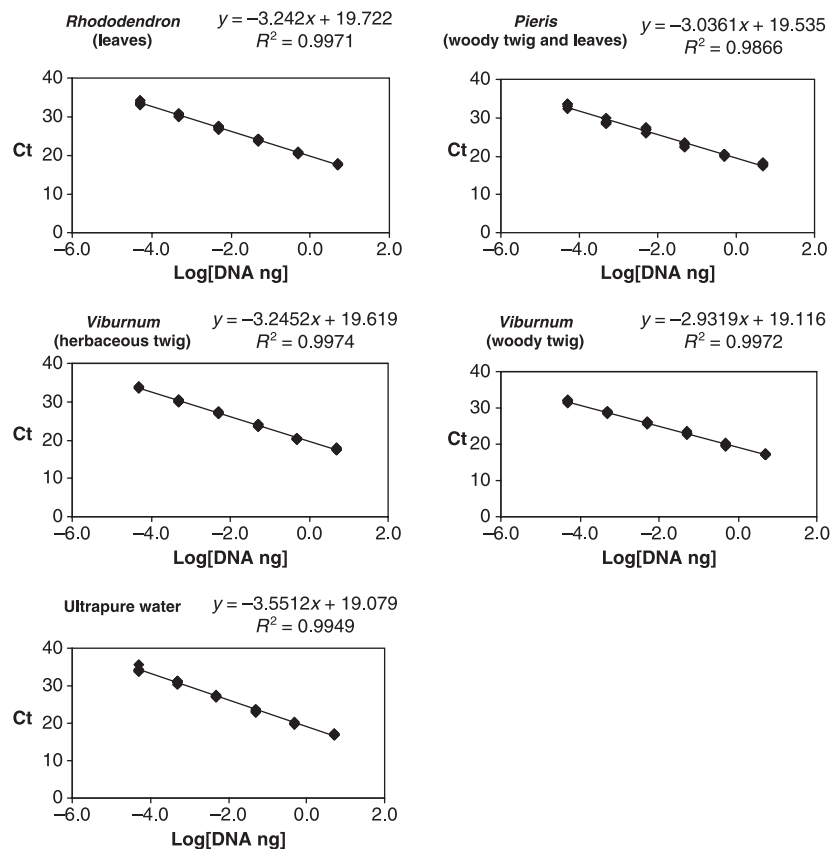 Rhododendron
(leaves)
y = −3.242x + 19.722
R² = 0.9971
40
30
Ct
20
10
0
−6.0 −4.0 −2.0 0.0 2.0
Log[DNA ng]
Pieris
(woody twig and leaves)
y = −3.0361x + 19.535
R² = 0.9866
40
30
Ct
20
10
0
−6.0 −4.0 −2.0 0.0 2.0
Log[DNA ng]
Viburnum
(herbaceous twig)
y = −3.2452x + 19.619
R² = 0.9974
40
30
Ct
20
10
0
−6.0 −4.0 −2.0 0.0 2.0
Log[DNA ng]
Viburnum
(woody twig)
y = −2.9319x + 19.116
R² = 0.9972
40
30
Ct
20
10
0
−6.0 −4.0 −2.0 0.0 2.0
Log[DNA ng]
Ultrapure water
y = −3.5512x + 19.079
R² = 0.9949
40
30
Ct
20
10
0
−6.0 −4.0 −2.0 0.0 2.0
Log[DNA ng]